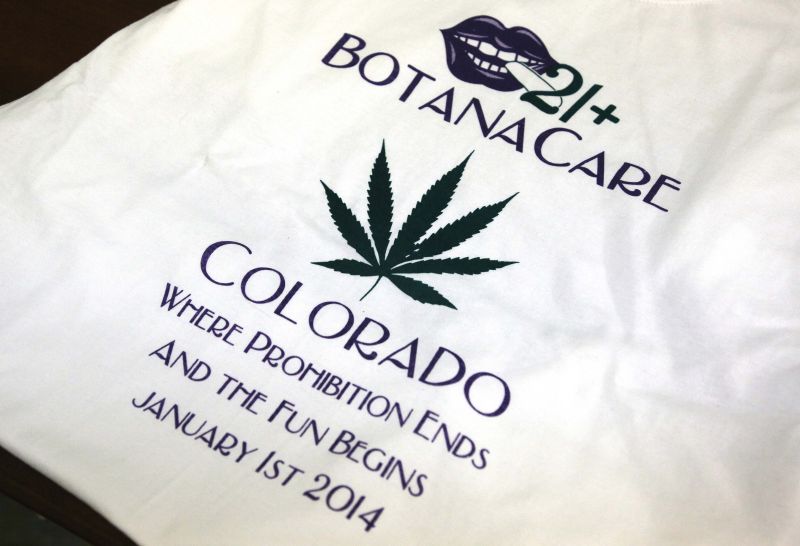 21+
BOTANACARE
COLORADO
WHERE PROHIBITION ENDS
AND THE FUN BEGINS
JANUARY 1ST 2014